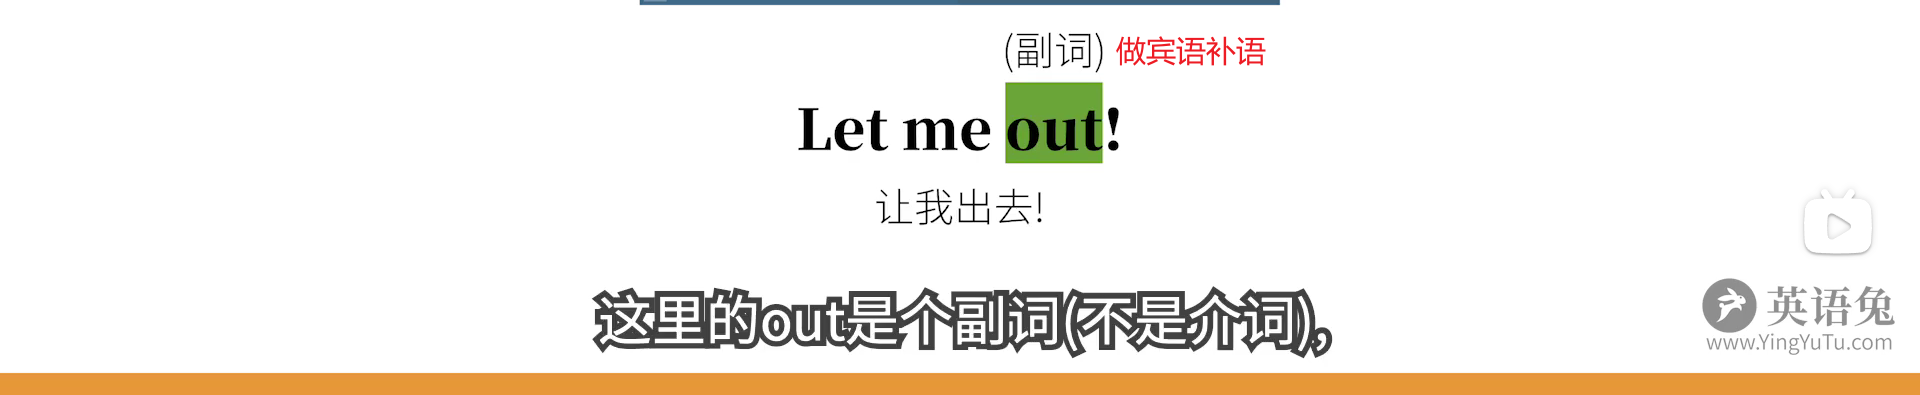 (副词) 做宾语补语
Let me out!
让我出去!
这里的out是个副词(不是介词),
英语兔
www.YingYuTu.com